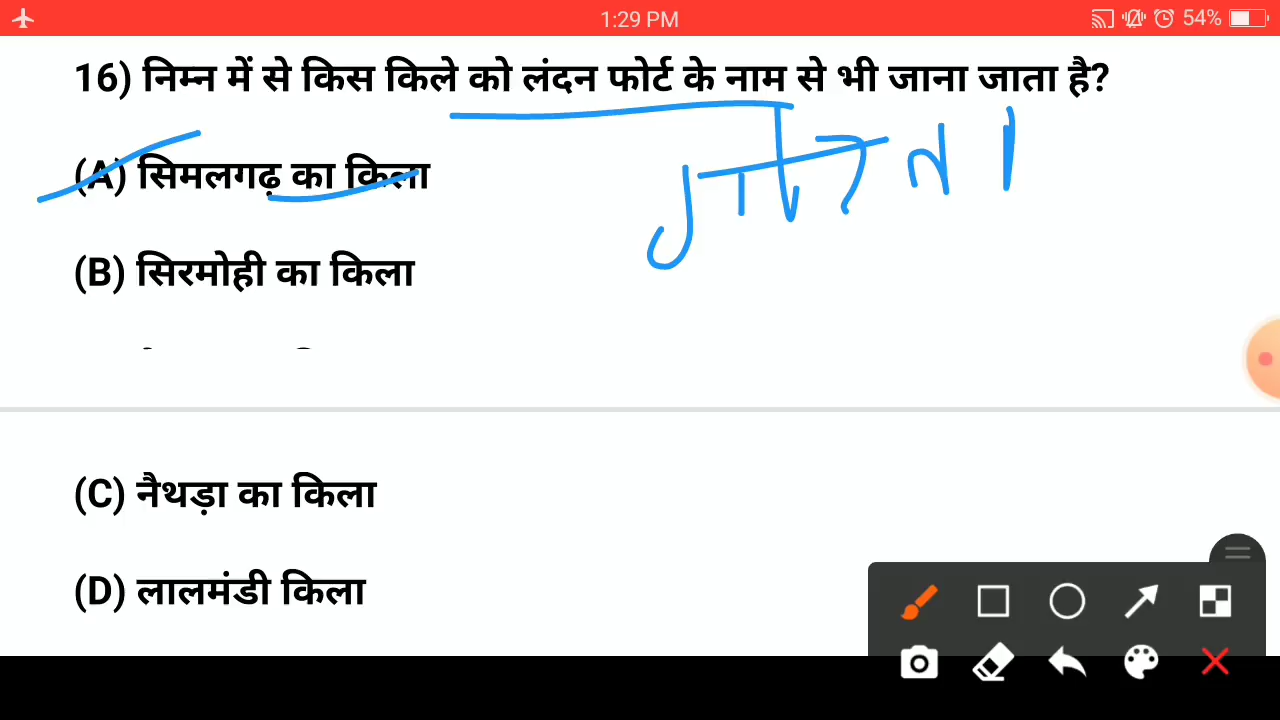 1:29 PM
54%
16) निम्न में से किस किले को लंदन फोर्ट के नाम से भी जाना जाता है?
(A) सिमलगढ़ का किला
(B) सिरमोही का किला
(C) नैथड़ा का किला
(D) लालमंडी किला